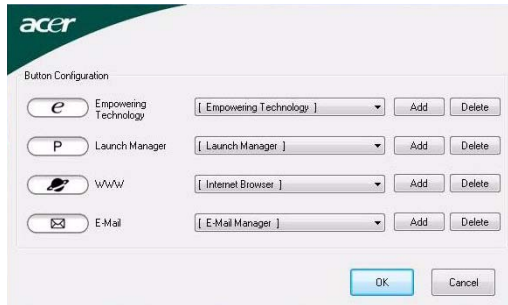 acer
Button Configuration
e Empowering Technology [ Empowering Technology ] Add Delete
P Launch Manager [ Launch Manager ] Add Delete
WWW [ Internet Browser ] Add Delete
E-Mail [ E-Mail Manager ] Add Delete
OK Cancel